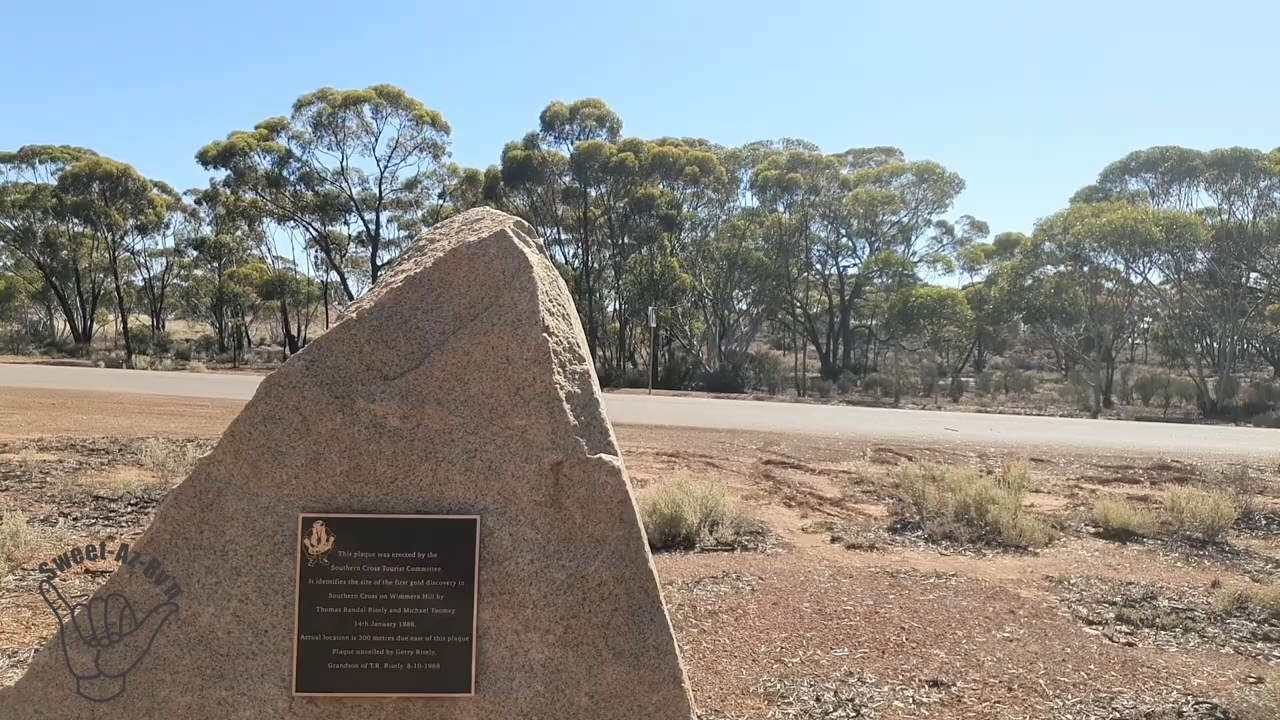 This plaque was erected by the
Southern Cross Tourist Committee.
It identifies the site of the first gold discovery in
Southern Cross on Wimmera Hill by
Thomas Randal Risely and Michael Toomey
14th January 1888.
Actual location is 300 metres due east of this plaque
Plaque unveiled by Gerry Risely,
Grandson of T.R. Risely. 8-10-1988
Sweet Az Rvn